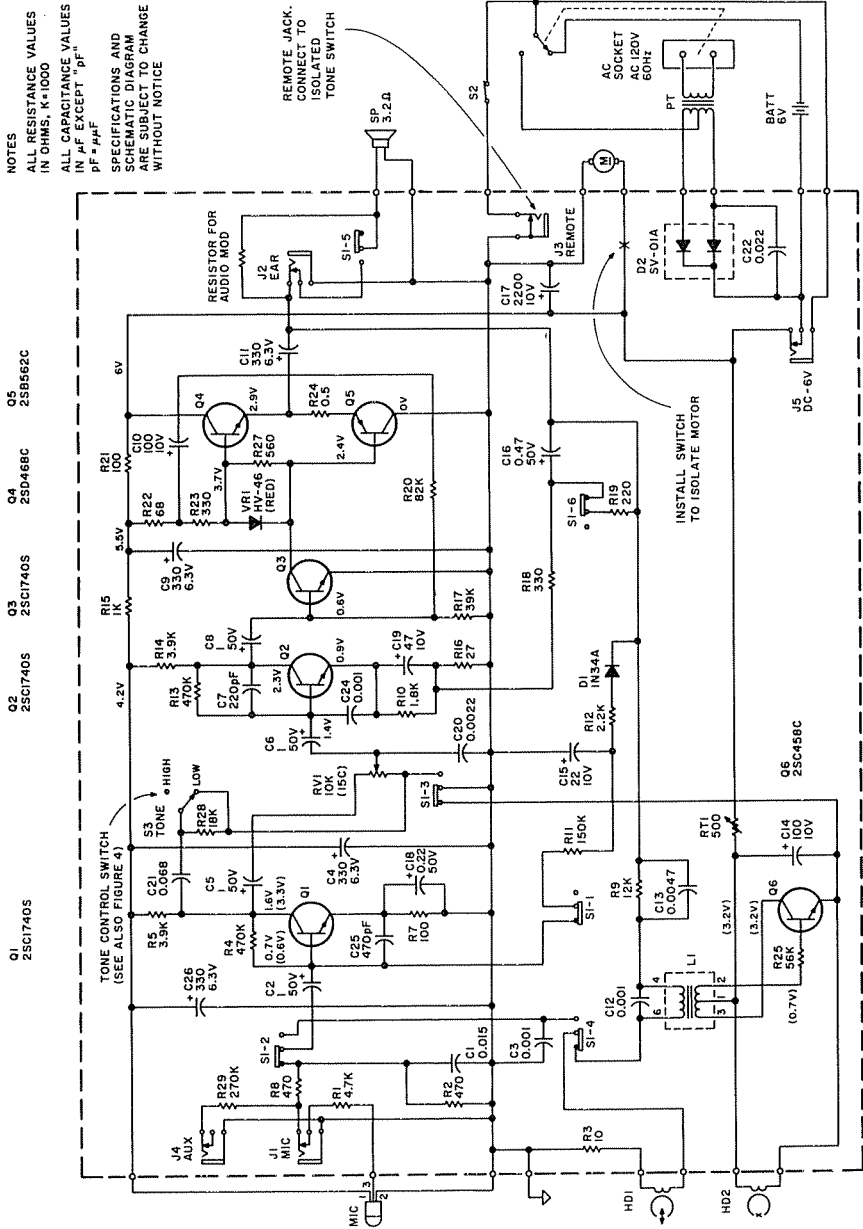 NOTES
ALL RESISTANCE VALUES
IN OHMS, K=1000
ALL CAPACITANCE VALUES
IN µF EXCEPT "pF"
pF = µµF
SPECIFICATIONS AND
SCHEMATIC DIAGRAM
ARE SUBJECT TO CHANGE
WITHOUT NOTICE
Q1
2SC1740S
Q2
2SC1740S
Q3
2SC1740S
Q4
2SD468C
Q5
2SB562C
TONE CONTROL SWITCH
(SEE ALSO FIGURE 4)
REMOTE JACK.
CONNECT TO
ISOLATED
TONE SWITCH
SP
3.2Ω
RESISTOR FOR
AUDIO MOD
J2
EAR
S1-5
S2
J3
REMOTE
M
AC
SOCKET
AC 120V
60Hz
PT
BATT
6V
D2
SV-01A
C22
0.022
J5
DC-6V
C17
2200
10V
INSTALL SWITCH
TO ISOLATE MOTOR
J4
AUX
R29
270K
R8
470
J1
MIC
R1
4.7K
MIC
1
3
2
S1-2
C26
330
6.3V
R5
3.9K
C21
0.068
S3
TONE
HIGH
LOW
R28
18K
4.2V
R15
1K
5.5V
R21
100
6V
C2
1
50V
R4
470K
0.7V
(0.6V)
1.6V
(3.3V)
Q1
C5
1
50V
C25
470pF
R7
100
C18
0.22
50V
C4
330
6.3V
RV1
10K
(15C)
S1-3
C6
1
50V
1.4V
R14
3.9K
R13
470K
C7
220pF
C8
1
50V
2.3V
Q2
0.9V
C24
0.001
C19
47
10V
R10
1.8K
R16
27
C20
0.0022
C9
330
6.3V
Q3
0.6V
R17
39K
R22
68
R23
330
VR1
HV-46
(RED)
C10
100
10V
3.7V
Q4
2.9V
R27
560
R24
0.5
Q5
2.4V
0V
R20
82K
C11
330
6.3V
R2
470
C1
0.015
C3
0.001
S1-4
S1-1
R11
150K
C15
22
10V
R12
2.2K
D1
1N34A
R18
330
S1-6
R19
220
C16
0.47
50V
R3
10
HD1
HD2
C12
0.001
R9
12K
C13
0.0047
L1
6
4
3
1
2
R25
56K
(0.7V)
(3.2V)
(3.2V)
Q6
RT1
500
C14
100
10V
Q6
2SC458C